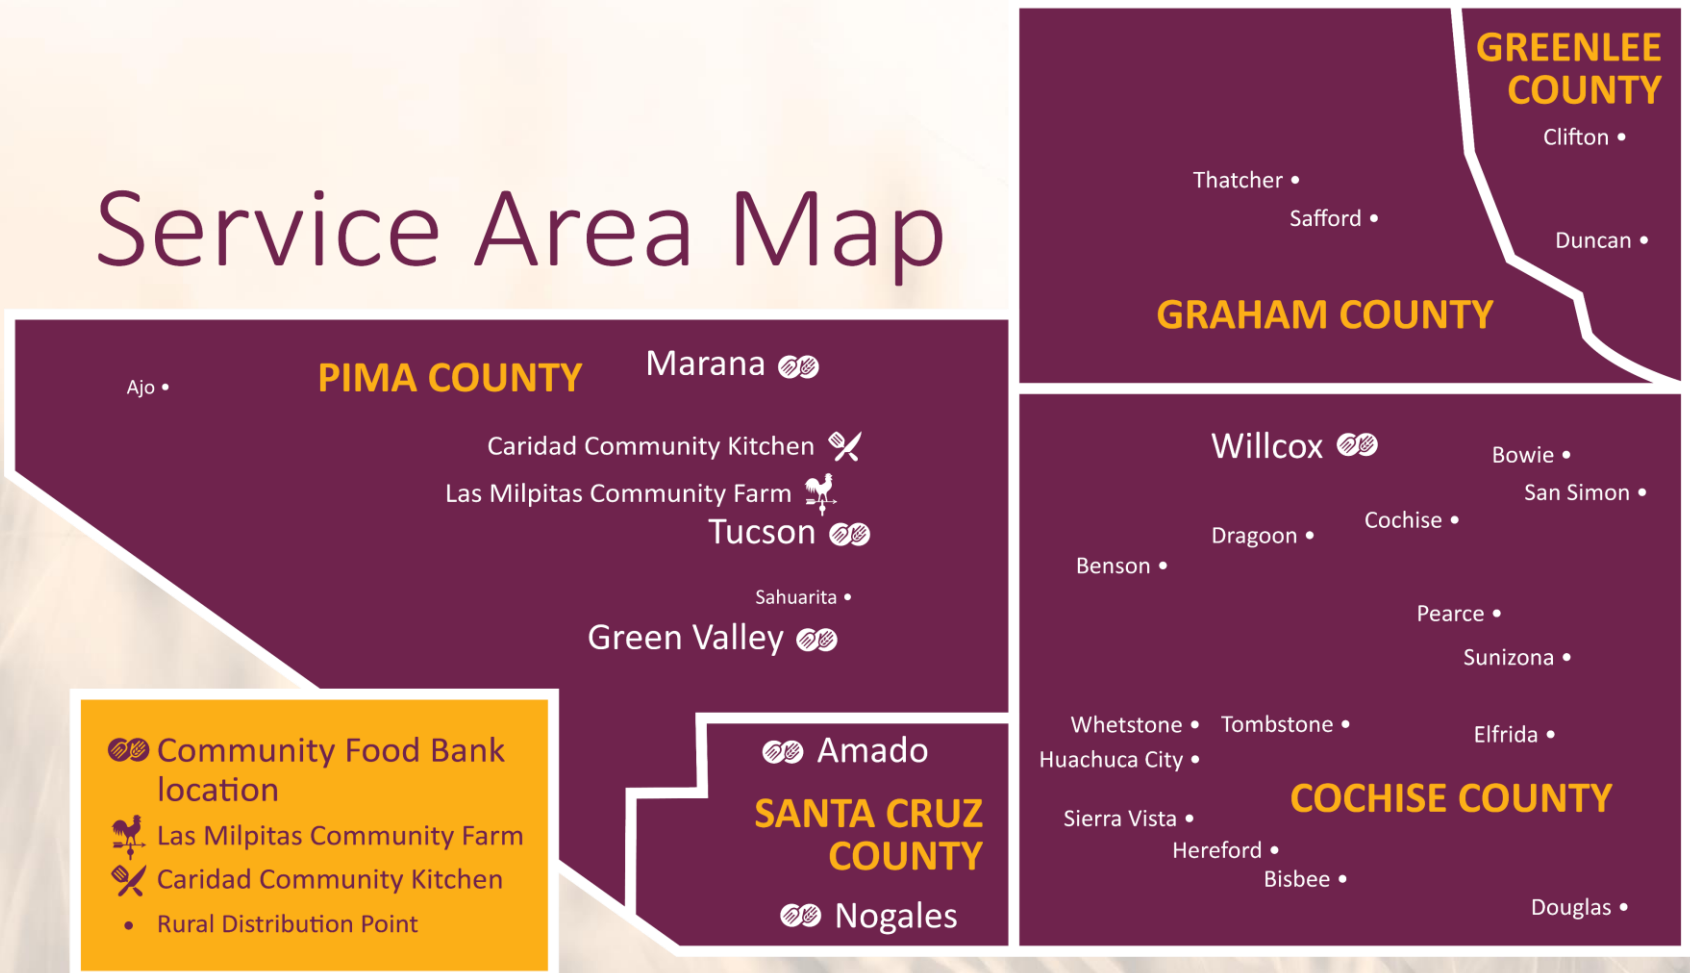 Service Area Map
GREENLEE
COUNTY
Clifton
Duncan
Thatcher
Safford
GRAHAM COUNTY
PIMA COUNTY
Ajo
Marana
Caridad Community Kitchen
Las Milpitas Community Farm
Tucson
Sahuarita
Green Valley
Amado
SANTA CRUZ
COUNTY
Nogales
Willcox
Bowie
San Simon
Cochise
Dragoon
Benson
Pearce
Sunizona
Whetstone
Tombstone
Elfrida
Huachuca City
COCHISE COUNTY
Sierra Vista
Hereford
Bisbee
Douglas
Community Food Bank
location
Las Milpitas Community Farm
Caridad Community Kitchen
Rural Distribution Point